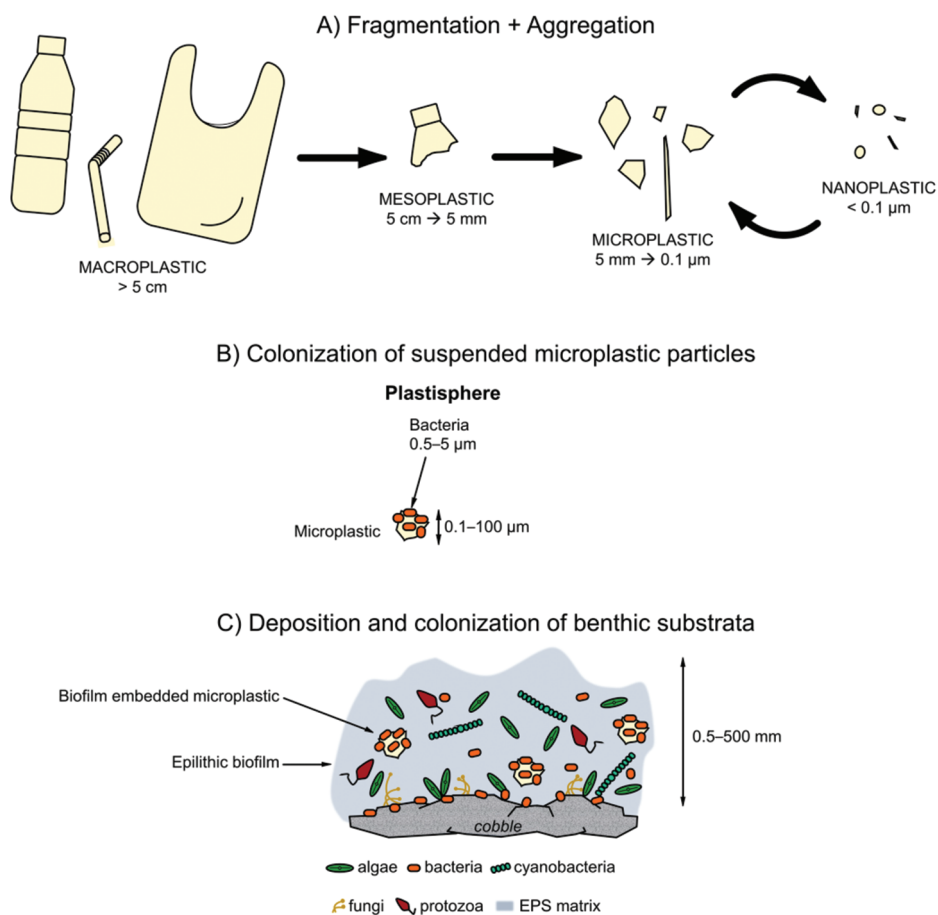 A) Fragmentation + Aggregation
MACROPLASTIC
> 5 cm
MESOPLASTIC
5 cm → 5 mm
MICROPLASTIC
5 mm → 0.1 µm
NANOPLASTIC
< 0.1 µm
B) Colonization of suspended microplastic particles
Plastisphere
Bacteria
0.5–5 µm
Microplastic
0.1–100 µm
C) Deposition and colonization of benthic substrata
Biofilm embedded microplastic
Epilithic biofilm
0.5–500 mm
cobble
algae bacteria cyanobacteria
fungi protozoa EPS matrix